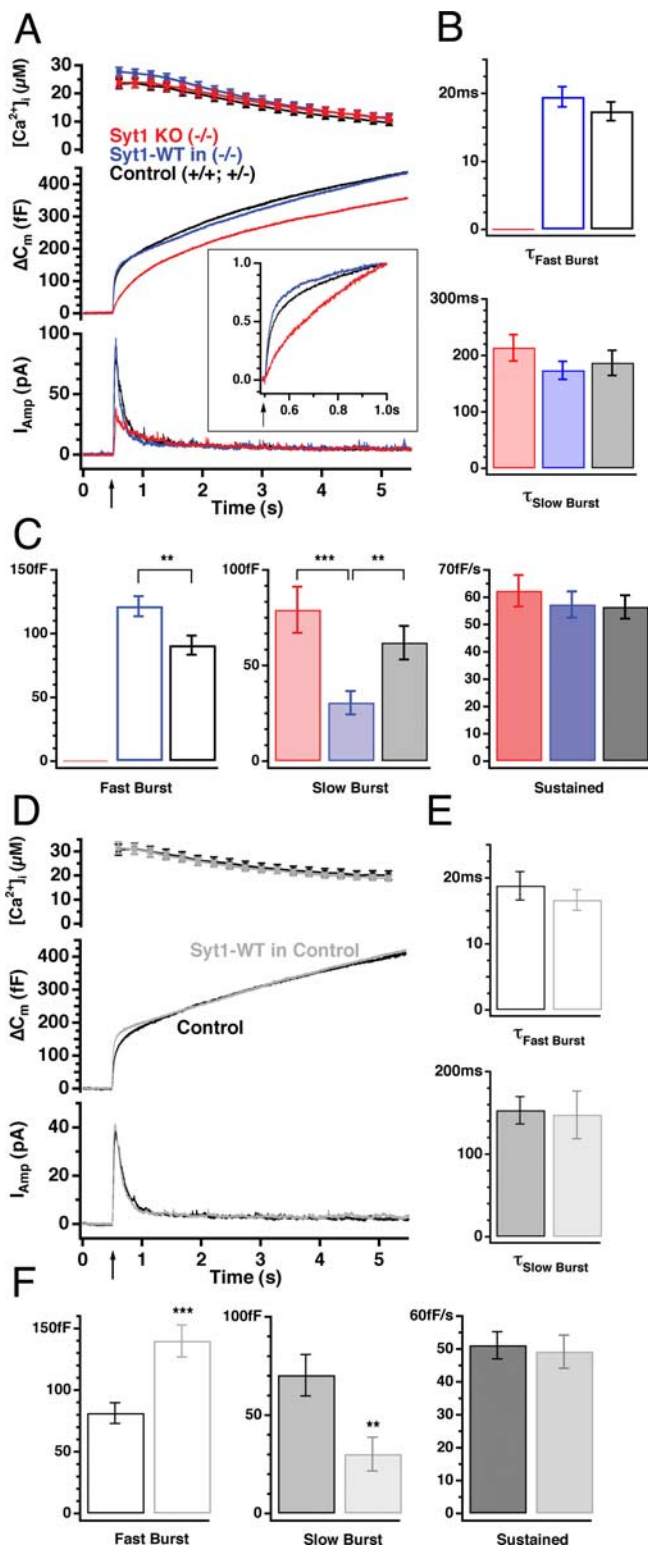 A
[Ca²⁺]ᵢ (µM)
30
20
10
0
Syt1 KO (-/-)
Syt1-WT in (-/-)
Control (+/+; +/-)
ΔCm (fF)
400
300
200
100
0
1.0
0.5
0.0
0.6
0.8
1.0s
I Amp (pA)
100
50
0
0
1
2
3
4
5
Time (s)
B
20ms
10
0
τFast Burst
300ms
200
100
0
τSlow Burst
C
150fF
100
50
0
**
Fast Burst
100fF
50
0
***
**
Slow Burst
70fF/s
60
50
40
30
20
10
0
Sustained
D
[Ca²⁺]ᵢ (µM)
30
20
10
0
ΔCm (fF)
400
300
200
100
0
Syt1-WT in Control
Control
I Amp (pA)
40
20
0
0
1
2
3
4
5
Time (s)
E
20ms
10
0
τFast Burst
200ms
100
0
τSlow Burst
F
150fF
100
50
0
***
Fast Burst
100fF
50
0
**
Slow Burst
60fF/s
50
40
30
20
10
0
Sustained